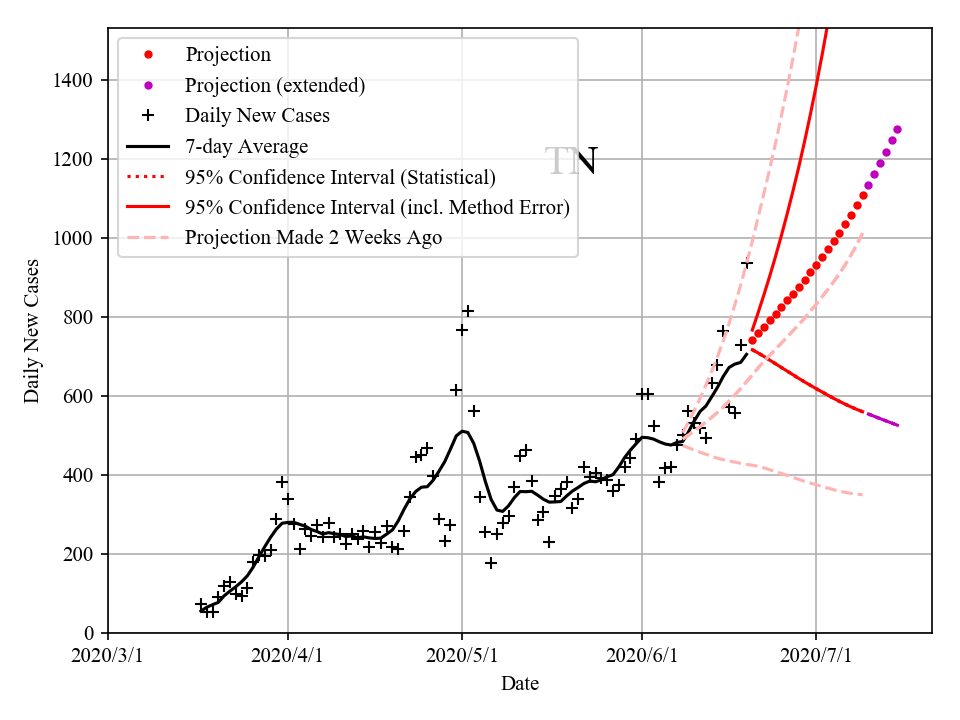 Projection
Projection (extended)
Daily New Cases
7-day Average
95% Confidence Interval (Statistical)
95% Confidence Interval (incl. Method Error)
Projection Made 2 Weeks Ago
TN
Daily New Cases
1400
1200
1000
800
600
400
200
0
2020/3/1 2020/4/1 2020/5/1 2020/6/1 2020/7/1
Date